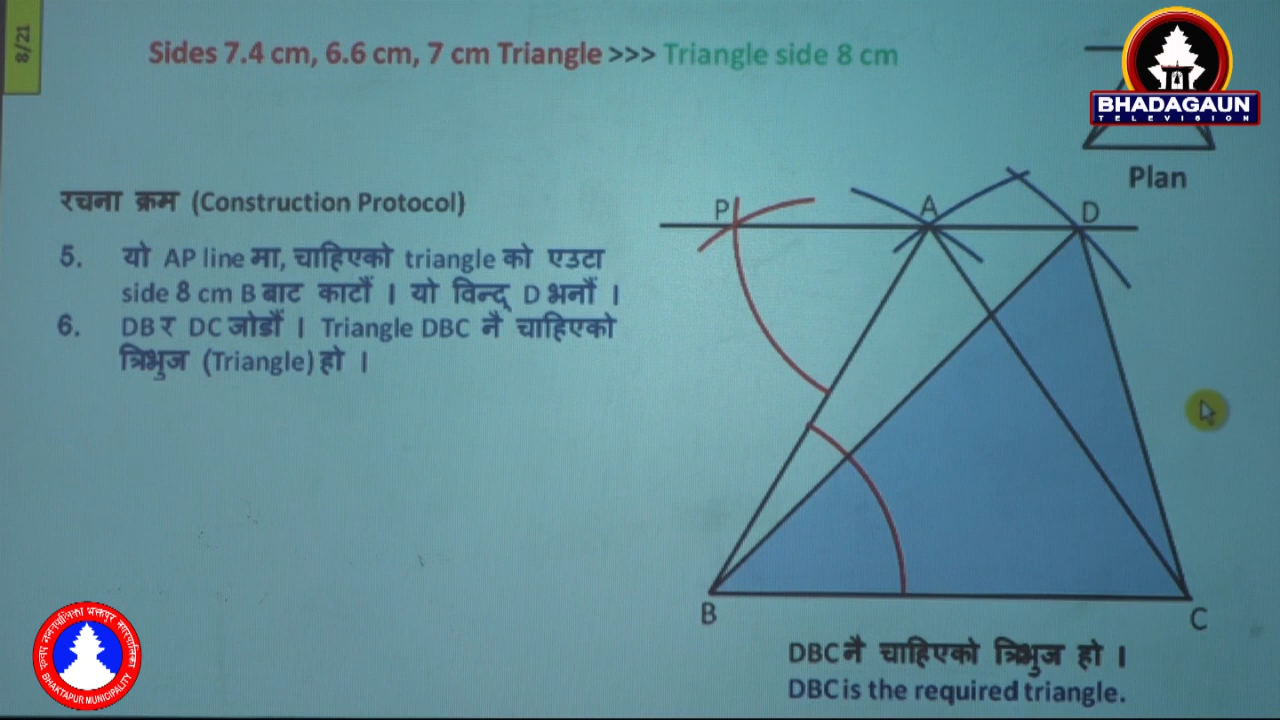 8/21
Sides 7.4 cm, 6.6 cm, 7 cm Triangle >>> Triangle side 8 cm
BHADAGAUN
TELEVISION
Plan
रचना क्रम (Construction Protocol)
5. यो AP line मा, चाहिएको triangle को एउटा
side 8 cm B बाट काटौं । यो विन्दू D भनौं ।
6. DB र DC जोडौं । Triangle DBC नै चाहिएको
त्रिभुज (Triangle) हो ।
P A D
B C
DBC नै चाहिएको त्रिभुज हो ।
DBC is the required triangle.
BHAKTAPUR MUNICIPALITY